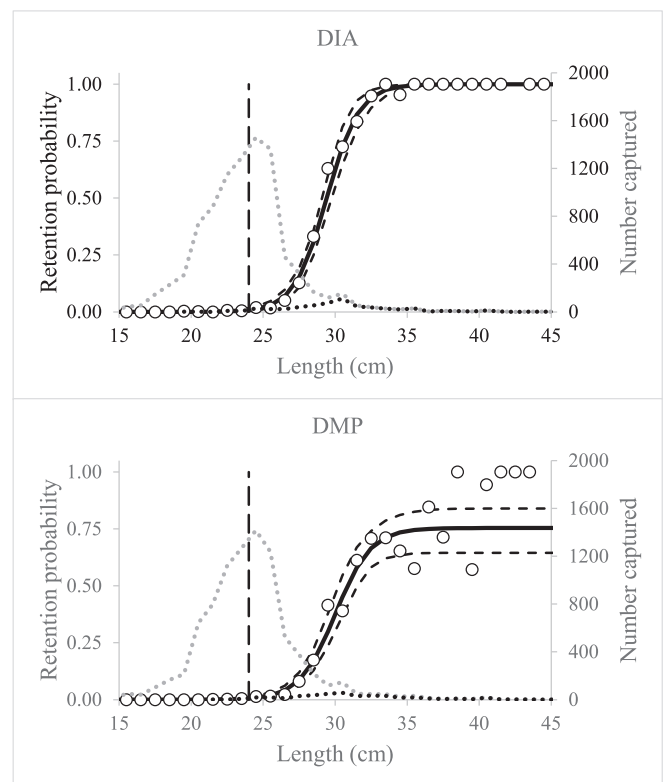 DIA
1.00
0.75
0.50
0.25
0.00
Retention probability
2000
1600
1200
800
400
0
Number captured
15 20 25 30 35 40 45
Length (cm)
DMP
1.00
0.75
0.50
0.25
0.00
Retention probability
2000
1600
1200
800
400
0
Number captured
15 20 25 30 35 40 45
Length (cm)